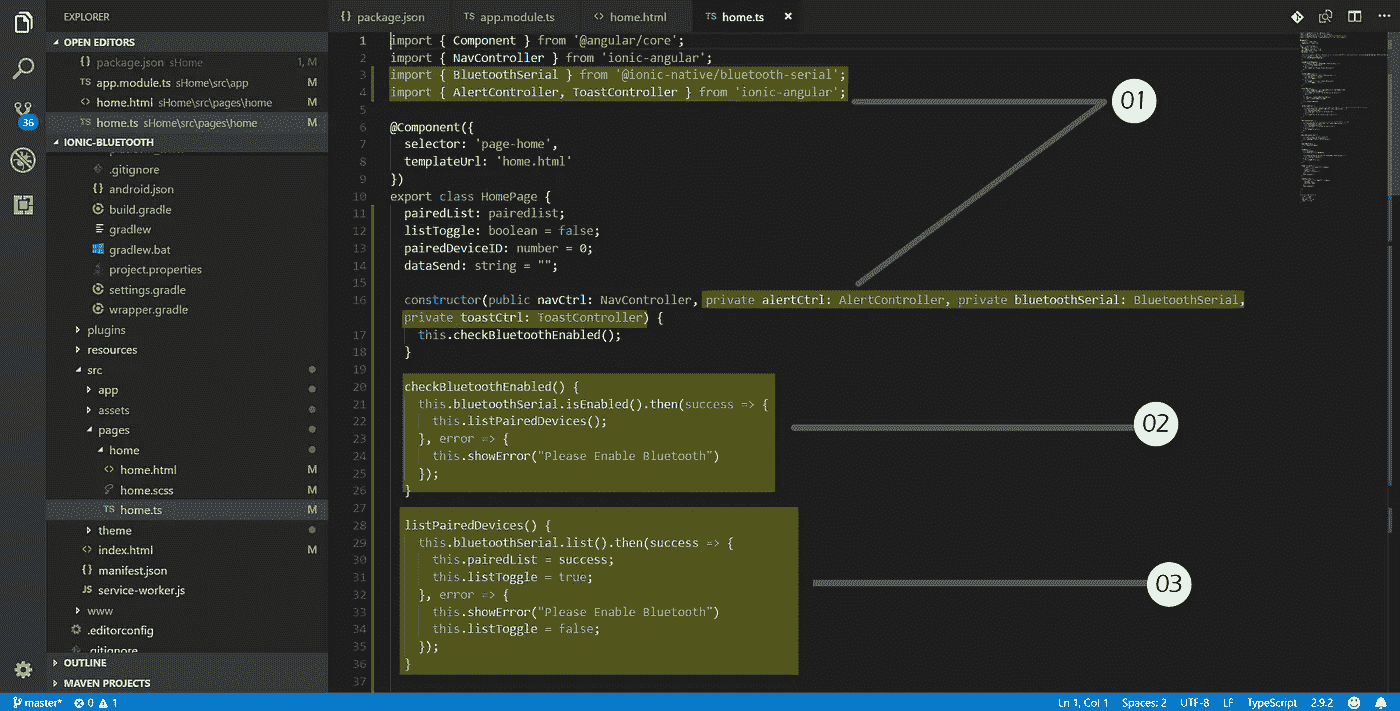 EXPLORER
{} package.json
TS app.module.ts
<> home.html
TS home.ts ×
OPEN EDITORS
{} package.json sHome 1, M
TS app.module.ts sHome\src\app M
<> home.html sHome\src\pages\home M
TS home.ts sHome\src\pages\home M
36
IONIC-BLUETOOTH
.gitignore
{} android.json
build.gradle
gradlew
gradlew.bat
project.properties
settings.gradle
wrapper.gradle
plugins
resources
src
app
assets
pages
home
<> home.html M
home.scss M
TS home.ts M
theme
<> index.html M
{} manifest.json
JS service-worker.js
www
.editorconfig
.gitignore
OUTLINE
MAVEN PROJECTS
1 import { Component } from '@angular/core';
2 import { NavController } from 'ionic-angular';
3 import { BluetoothSerial } from '@ionic-native/bluetooth-serial';
4 import { AlertController, ToastController } from 'ionic-angular';
5
6 @Component({
7 selector: 'page-home',
8 templateUrl: 'home.html'
9 })
10 export class HomePage {
11 pairedList: pairedlist;
12 listToggle: boolean = false;
13 pairedDeviceID: number = 0;
14 dataSend: string = "";
15
16 constructor(public navCtrl: NavController, private alertCtrl: AlertController, private bluetoothSerial: BluetoothSerial,
private toastCtrl: ToastController) {
17 this.checkBluetoothEnabled();
18 }
19
20 checkBluetoothEnabled() {
21 this.bluetoothSerial.isEnabled().then(success => {
22 this.listPairedDevices();
23 }, error => {
24 this.showError("Please Enable Bluetooth")
25 });
26 }
27
28 listPairedDevices() {
29 this.bluetoothSerial.list().then(success => {
30 this.pairedList = success;
31 this.listToggle = true;
32 }, error => {
33 this.showError("Please Enable Bluetooth")
34 this.listToggle = false;
35 });
36 }
37
01
02
03
master* 0 1
Ln 1, Col 1 Spaces: 2 UTF-8 LF TypeScript 2.9.2